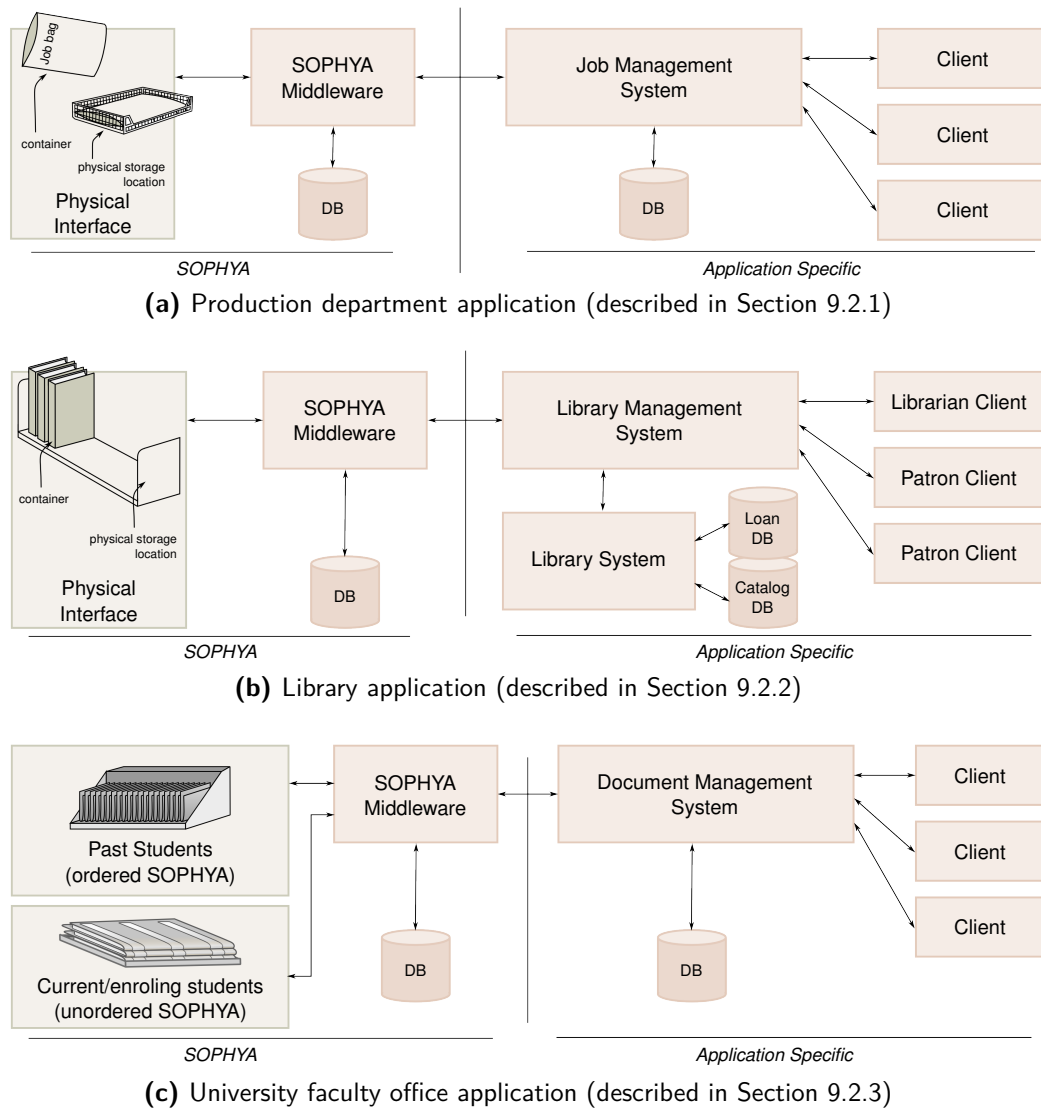 Job bag
container
physical storage
location
Physical
Interface
SOPHYA
Middleware
DB
Job Management
System
DB
Client
Client
Client
SOPHYA
Application Specific
(a) Production department application (described in Section 9.2.1)
container
physical storage
location
Physical
Interface
SOPHYA
Middleware
DB
Library Management
System
Library System
Loan
DB
Catalog
DB
Librarian Client
Patron Client
Patron Client
SOPHYA
Application Specific
(b) Library application (described in Section 9.2.2)
Past Students
(ordered SOPHYA)
Current/enroling students
(unordered SOPHYA)
SOPHYA
Middleware
DB
Document Management
System
DB
Client
Client
Client
SOPHYA
Application Specific
(c) University faculty office application (described in Section 9.2.3)